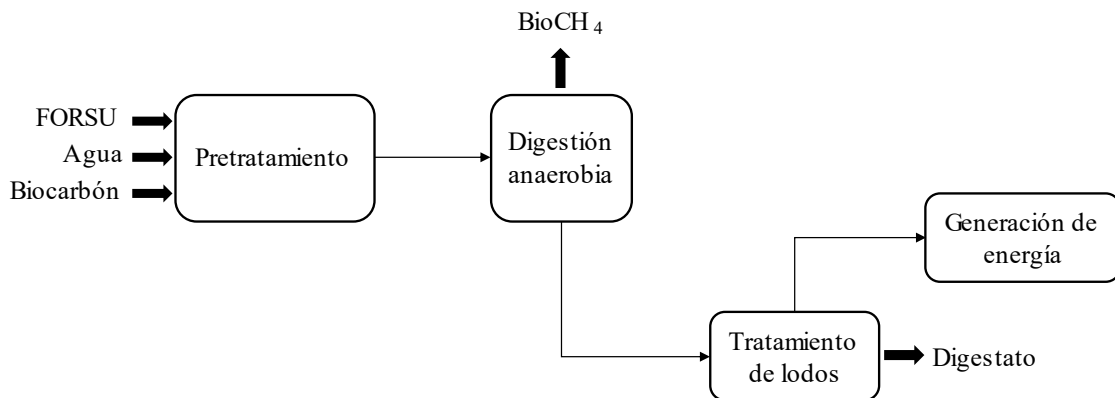 BioCH4
FORSU
Agua
Biocarbón
Pretratamiento
Digestión
anaerobia
Generación de
energía
Tratamiento
de lodos
Digestato